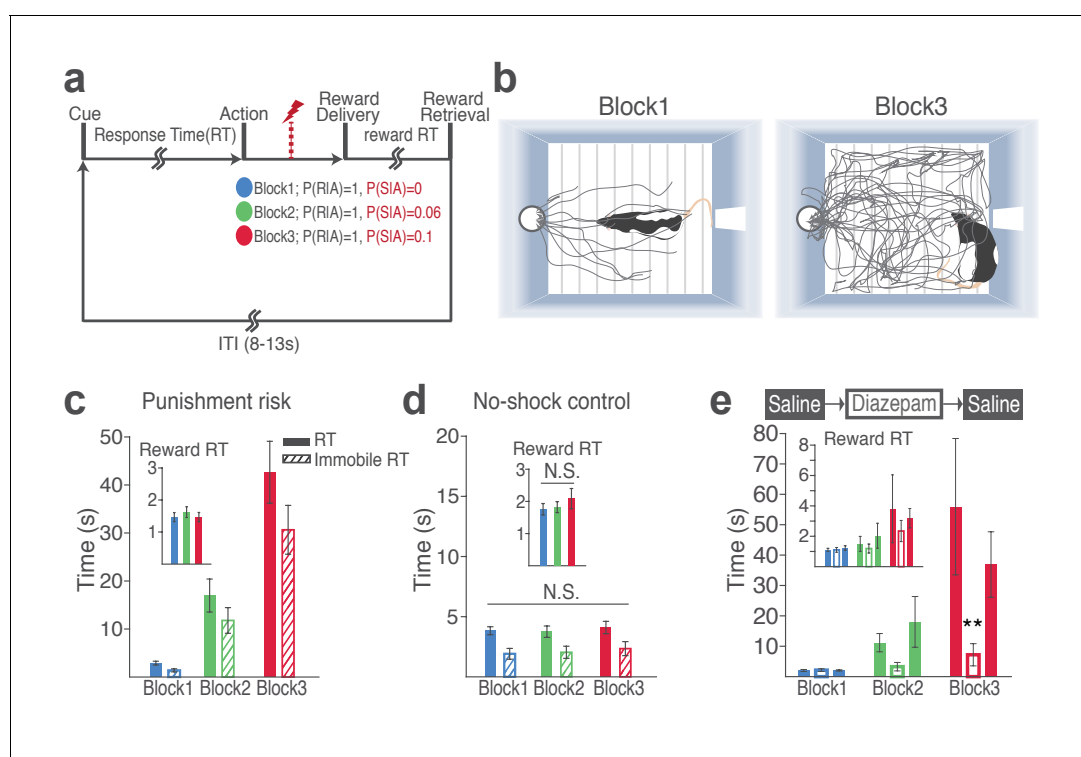 a
Cue
Action
Reward
Delivery
Reward
Retrieval
Response Time(RT)
reward RT
Block1; P(RIA)=1, P(SIA)=0
Block2; P(RIA)=1, P(SIA)=0.06
Block3; P(RIA)=1, P(SIA)=0.1
ITI (8-13s)
b
Block1
Block3
c
Punishment risk
50
40
30
20
10
Time (s)
Reward RT
3
2
1
RT
Immobile RT
Block1
Block2
Block3
d
No-shock control
20
15
10
5
Time (s)
Reward RT
3
2
1
N.S.
N.S.
Block1
Block2
Block3
e
Saline
Diazepam
Saline
80
70
60
50
40
30
20
10
Time (s)
Reward RT
8
6
4
2
**
Block1
Block2
Block3